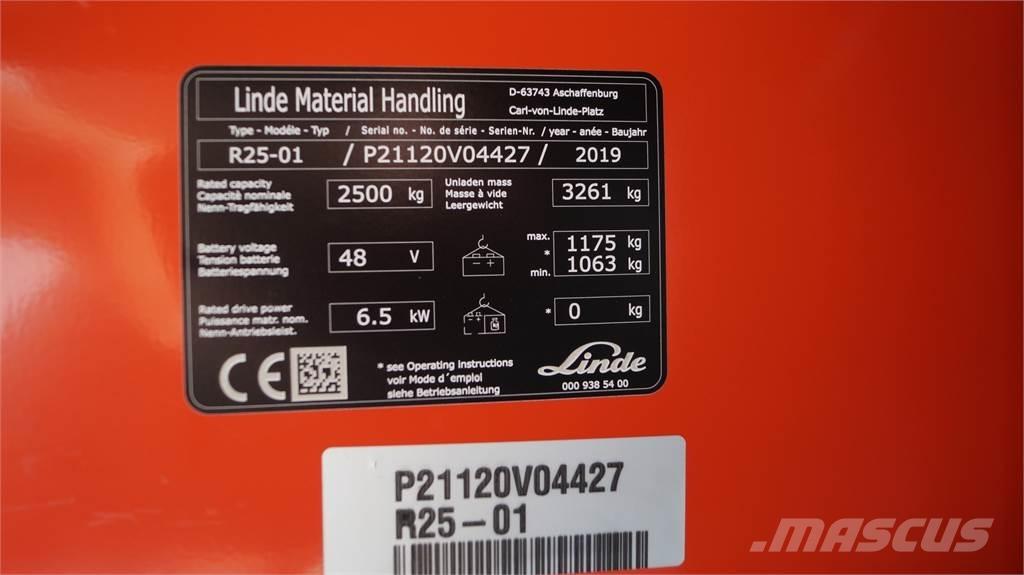 Linde Material Handling
D-63743 Aschaffenburg
Carl-von-Linde-Platz
Type - Modéle - Typ / Serial no. - No. de série - Serien-Nr. / year - anée - Baujahr
R25-01 / P21120V04427 / 2019
Rated capacity
Capacité nominale
Nenn-Tragfähigkeit
2500 kg
Unladen mass
Masse à vide
Leergewicht
3261 kg
Battery voltage
Tension batterie
Batteriespannung
48 V
- +
max. 1175 kg
*
min. 1063 kg
Rated drive power
Puissance matr. nom.
Nenn-Antriebsleist.
6.5 kW
- +
kg
* 0 kg
CE
* see Operating instructions
voir Mode d´emploi
siehe Betriebsanleitung
Linde
000 938 54 00
P21120V04427
R25-01
MASCUS